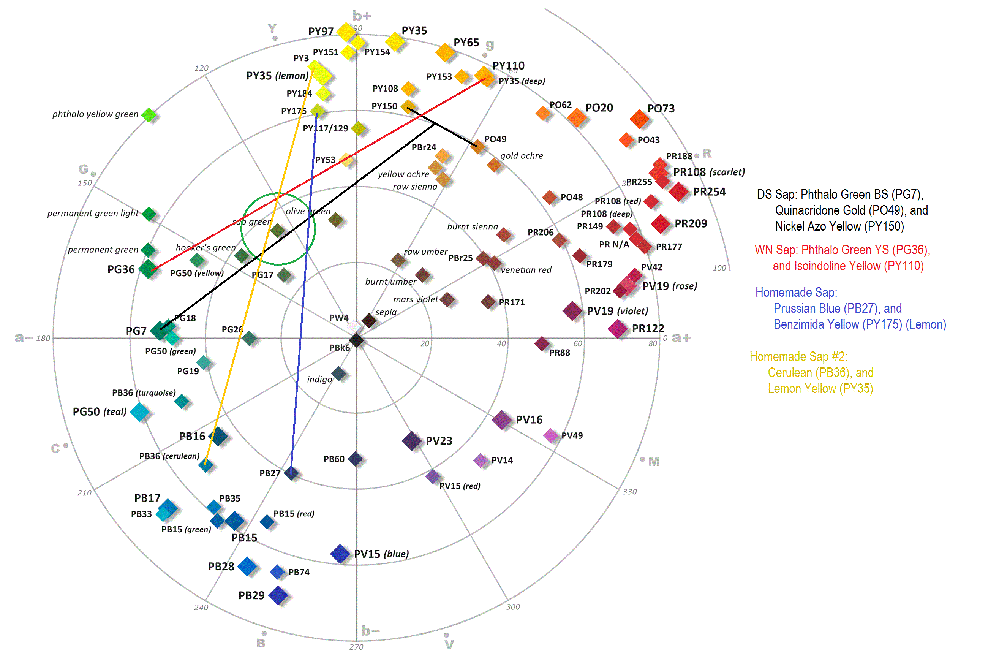 b+
90
Y
PY97
PY35
PY65
g
PY151
PY154
PY3
PY110
60
120
PY35 (lemon)
PY153
PY35 (deep)
PY108
PY184
PY150
PO62
PO20
PO73
PY175
phthalo yellow green
PY117/129
PO49
PO43
PBr24
gold ochre
R
PR188
PY53
G
yellow ochre
PR108 (scarlet)
150
raw sienna
30
PR255
PR254
DS Sap: Phthalo Green BS (PG7),
Quinacridone Gold (PO49), and
Nickel Azo Yellow (PY150)
PO48
PR108 (red)
permanent green light
olive green
PR108 (deep)
sap green
burnt sienna
PR149
PR209
PR206
PR N/A
PR177
permanent green
hooker's green
raw umber
PBr25
WN Sap: Phthalo Green YS (PG36),
and Isoindoline Yellow (PY110)
PR179
PG36
PG50 (yellow)
PG17
venetian red
PV42
100
burnt umber
PV19 (rose)
PR202
Homemade Sap:
Prussian Blue (PB27), and
Benzimida Yellow (PY175) (Lemon)
mars violet
PR171
sepia
PV19 (violet)
PW4
PG18
PG7
PG26
PR122
a−
180
20
40
60
80
0
a+
PBk6
PG50 (green)
PR88
Homemade Sap #2:
Cerulean (PB36), and
Lemon Yellow (PY35)
PG19
indigo
PB36 (turquoise)
PG50 (teal)
PV16
PB16
PV23
PV49
C
PB36 (cerulean)
PB60
PV14
M
PB27
PV15 (red)
210
330
PB17
PB35
PB33
PB15 (red)
PB15 (green)
PB15
PV15 (blue)
PB28
PB74
PB29
240
300
b−
B
V
270